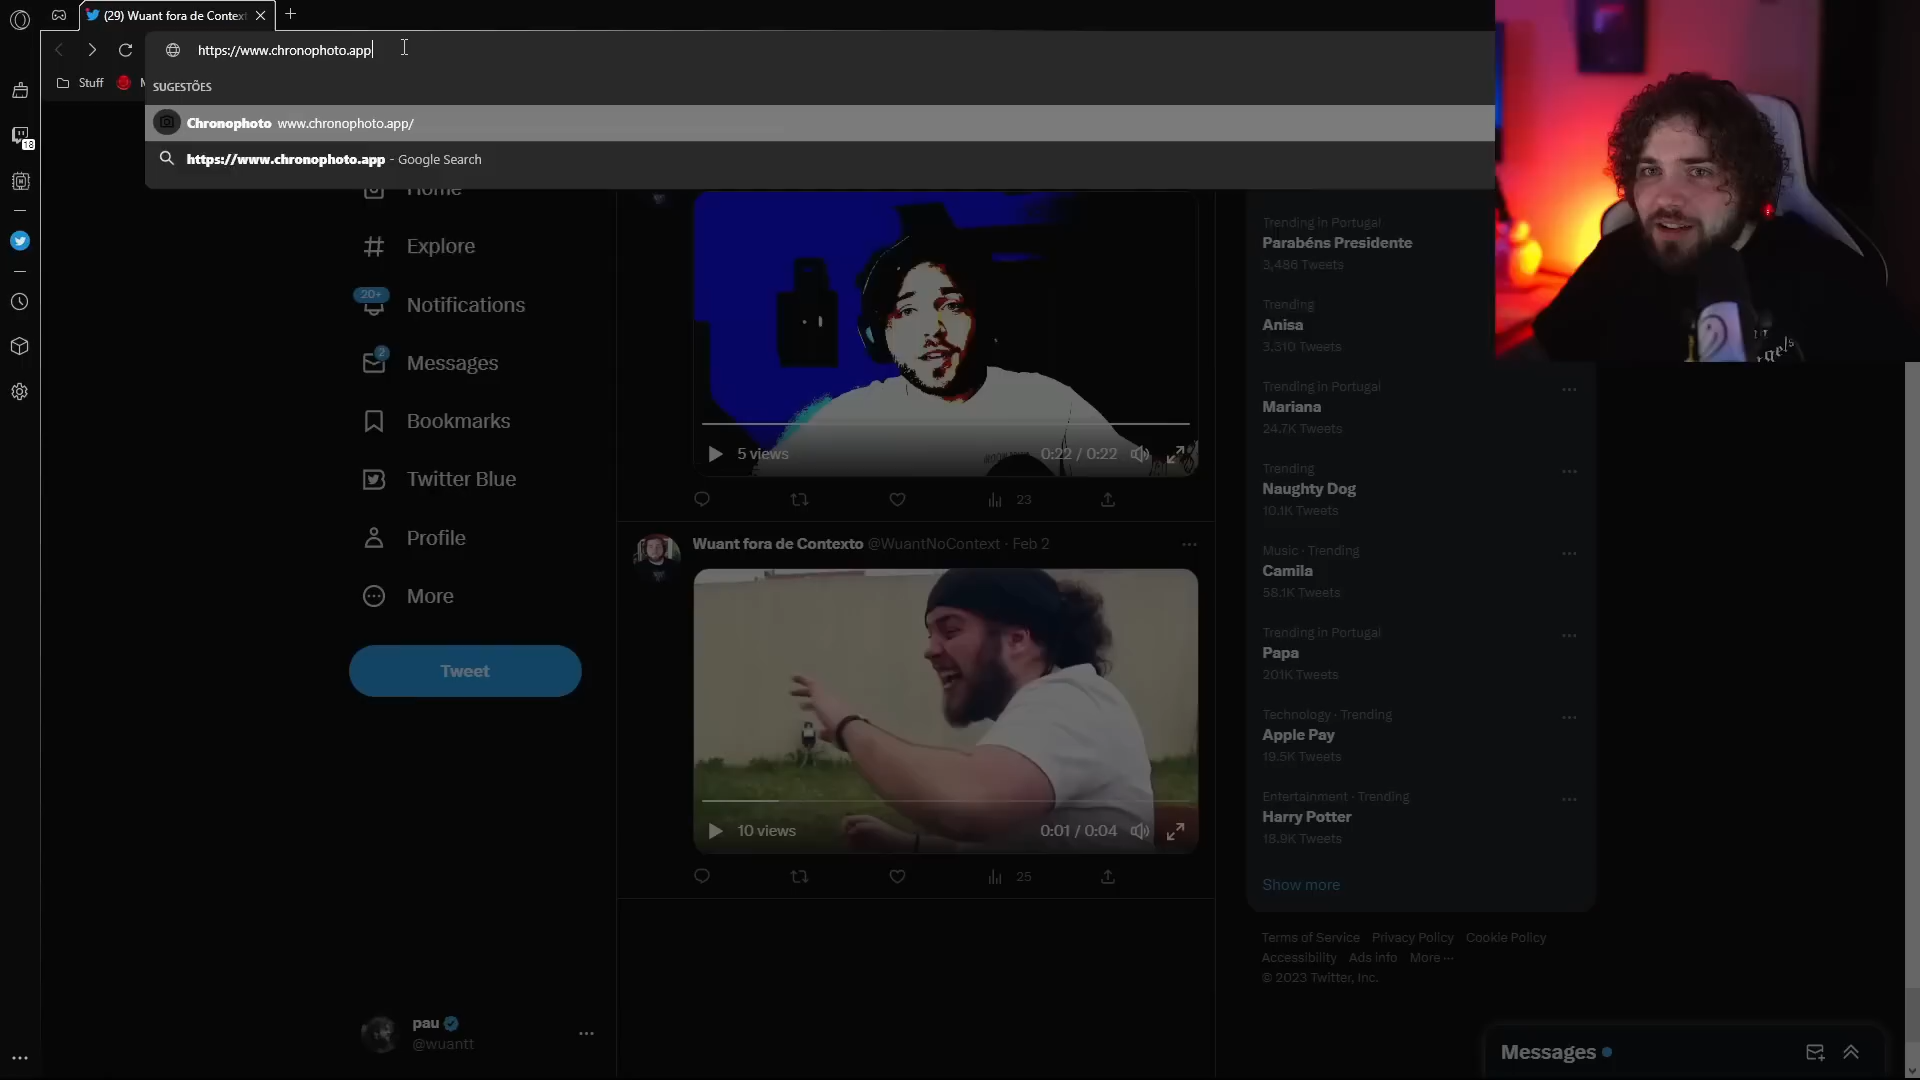 (29) Wuant fora de Contex
https://www.chronophoto.app
Stuff
SUGESTÕES
Chronophoto www.chronophoto.app/
https://www.chronophoto.app - Google Search
18
Home
Explore
20+
Notifications
2
Messages
Bookmarks
Twitter Blue
Profile
More
Tweet
pau
@wuantt
5 views
0:22 / 0:22
23
Wuant fora de Contexto @WuantNoContext · Feb 2
10 views
0:01 / 0:04
25
Trending in Portugal
Parabéns Presidente
3,486 Tweets
Trending
Anisa
3,310 Tweets
Trending in Portugal
Mariana
24.7K Tweets
Trending
Naughty Dog
10.1K Tweets
Music · Trending
Camila
58.1K Tweets
Trending in Portugal
Papa
201K Tweets
Technology · Trending
Apple Pay
19.5K Tweets
Entertainment · Trending
Harry Potter
18.9K Tweets
Show more
Terms of Service Privacy Policy Cookie Policy
Accessibility Ads info More ···
© 2023 Twitter, Inc.
Messages